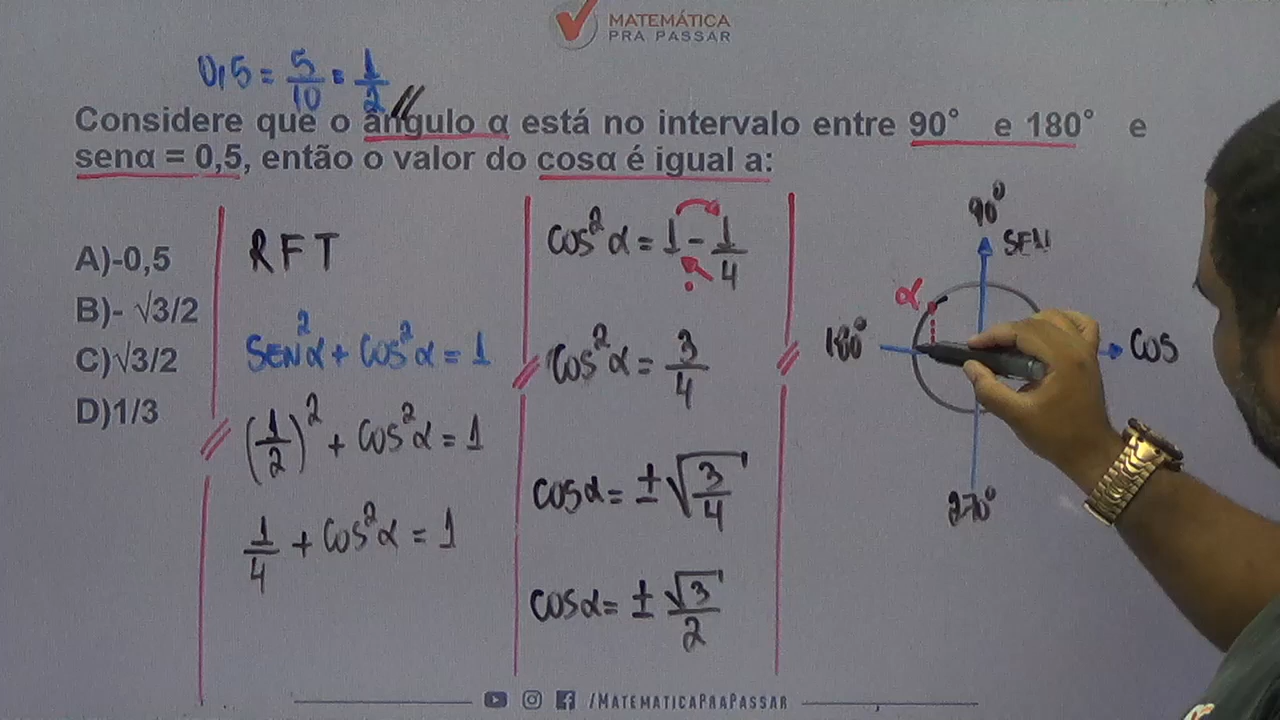 MATEMÁTICA
PRA PASSAR
0,5 = 5/10 = 1/2 //
Considere que o ângulo α está no intervalo entre 90° e 180° e
senα = 0,5, então o valor do cosα é igual a:
A)-0,5
B)- √3/2
C)√3/2
D)1/3
RFT
SEN²α + COS²α = 1
(1/2)² + COS²α = 1
1/4 + COS²α = 1
COS²α = 1 - 1/4
COS²α = 3/4
COSα = ± √3/4
COSα = ± √3/2
90°
SEN
α
180°
COS
270°
/MATEMATICAPRAPASSAR